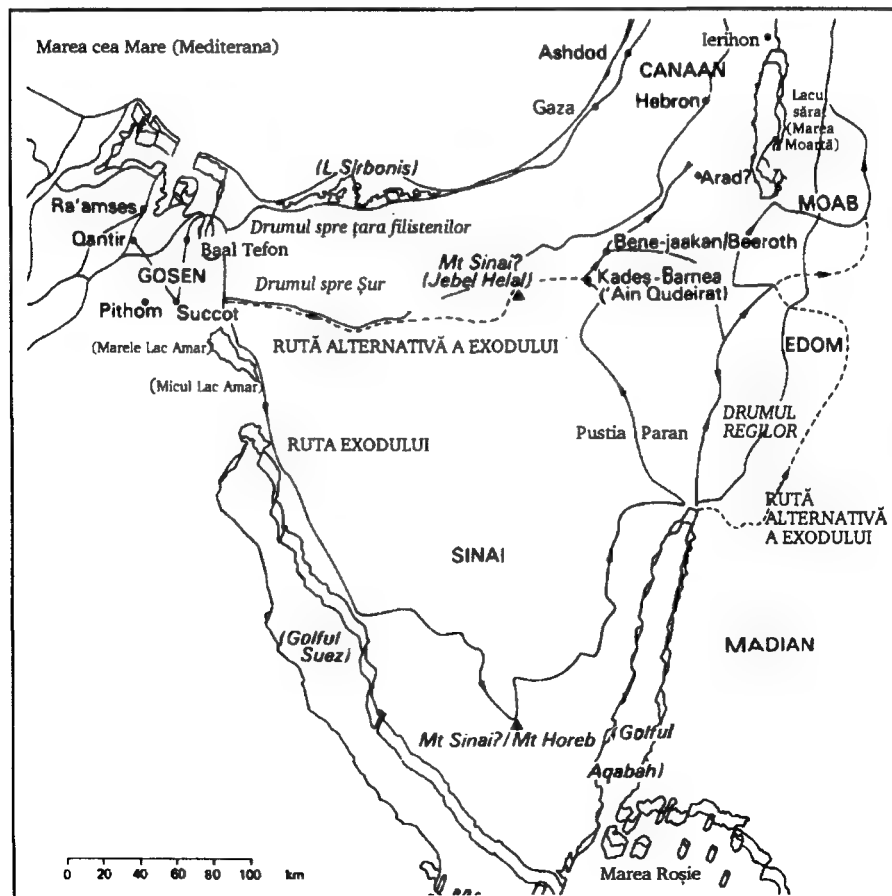 Marea cea Mare (Mediterana)
Ierihon
Ashdod
CANAAN
Gaza
Hebron
Lacu
săra
(Marea
Moartă)
(L.Sirbonis)
Arad?
MOAB
Ra'amses
Drumul spre țara filistenilor
Qantir
Baal Tefon
Bene-jaakan/Beeroth
Mt Sinai?
(Jebel Helal)
GOSEN
Drumul spre Șur
Kadeș-Barnea
('Ain Qudeirat)
Pithom
Succot
(Marele Lac Amar)
RUTĂ ALTERNATIVĂ A EXODULUI
EDOM
(Micul Lac Amar)
DRUMUL
REGILOR
RUTA EXODULUI
Pustia Paran
RUTĂ
ALTERNATIVĂ
A EXODULUI
SINAI
(Golful
Suez)
MADIAN
Mt Sinai?/Mt Horeb
(Golful
Aqabah)
Marea Roșie
0 20 40 60 80 100 km